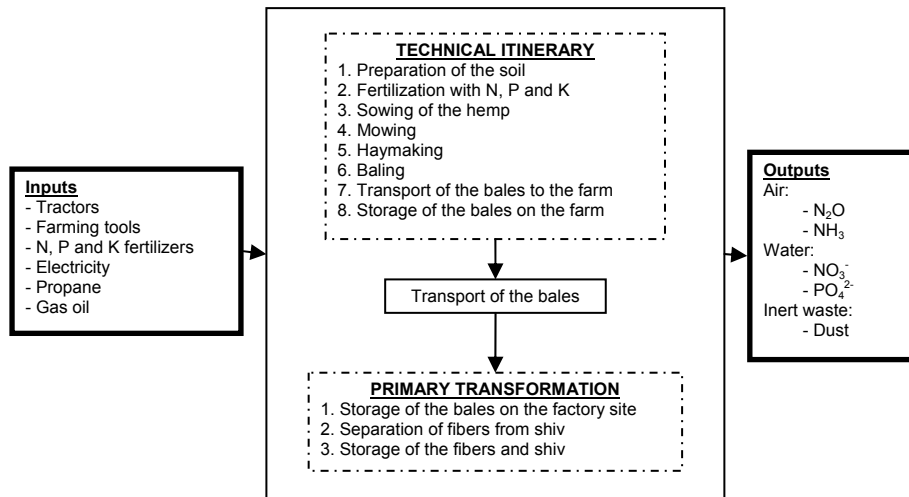 TECHNICAL ITINERARY
1. Preparation of the soil
2. Fertilization with N, P and K
3. Sowing of the hemp
4. Mowing
5. Haymaking
6. Baling
7. Transport of the bales to the farm
8. Storage of the bales on the farm
Inputs
- Tractors
- Farming tools
- N, P and K fertilizers
- Electricity
- Propane
- Gas oil
Transport of the bales
PRIMARY TRANSFORMATION
1. Storage of the bales on the factory site
2. Separation of fibers from shiv
3. Storage of the fibers and shiv
Outputs
Air:
- N₂O
- NH₃
Water:
- NO₃⁻
- PO₄²⁻
Inert waste:
- Dust